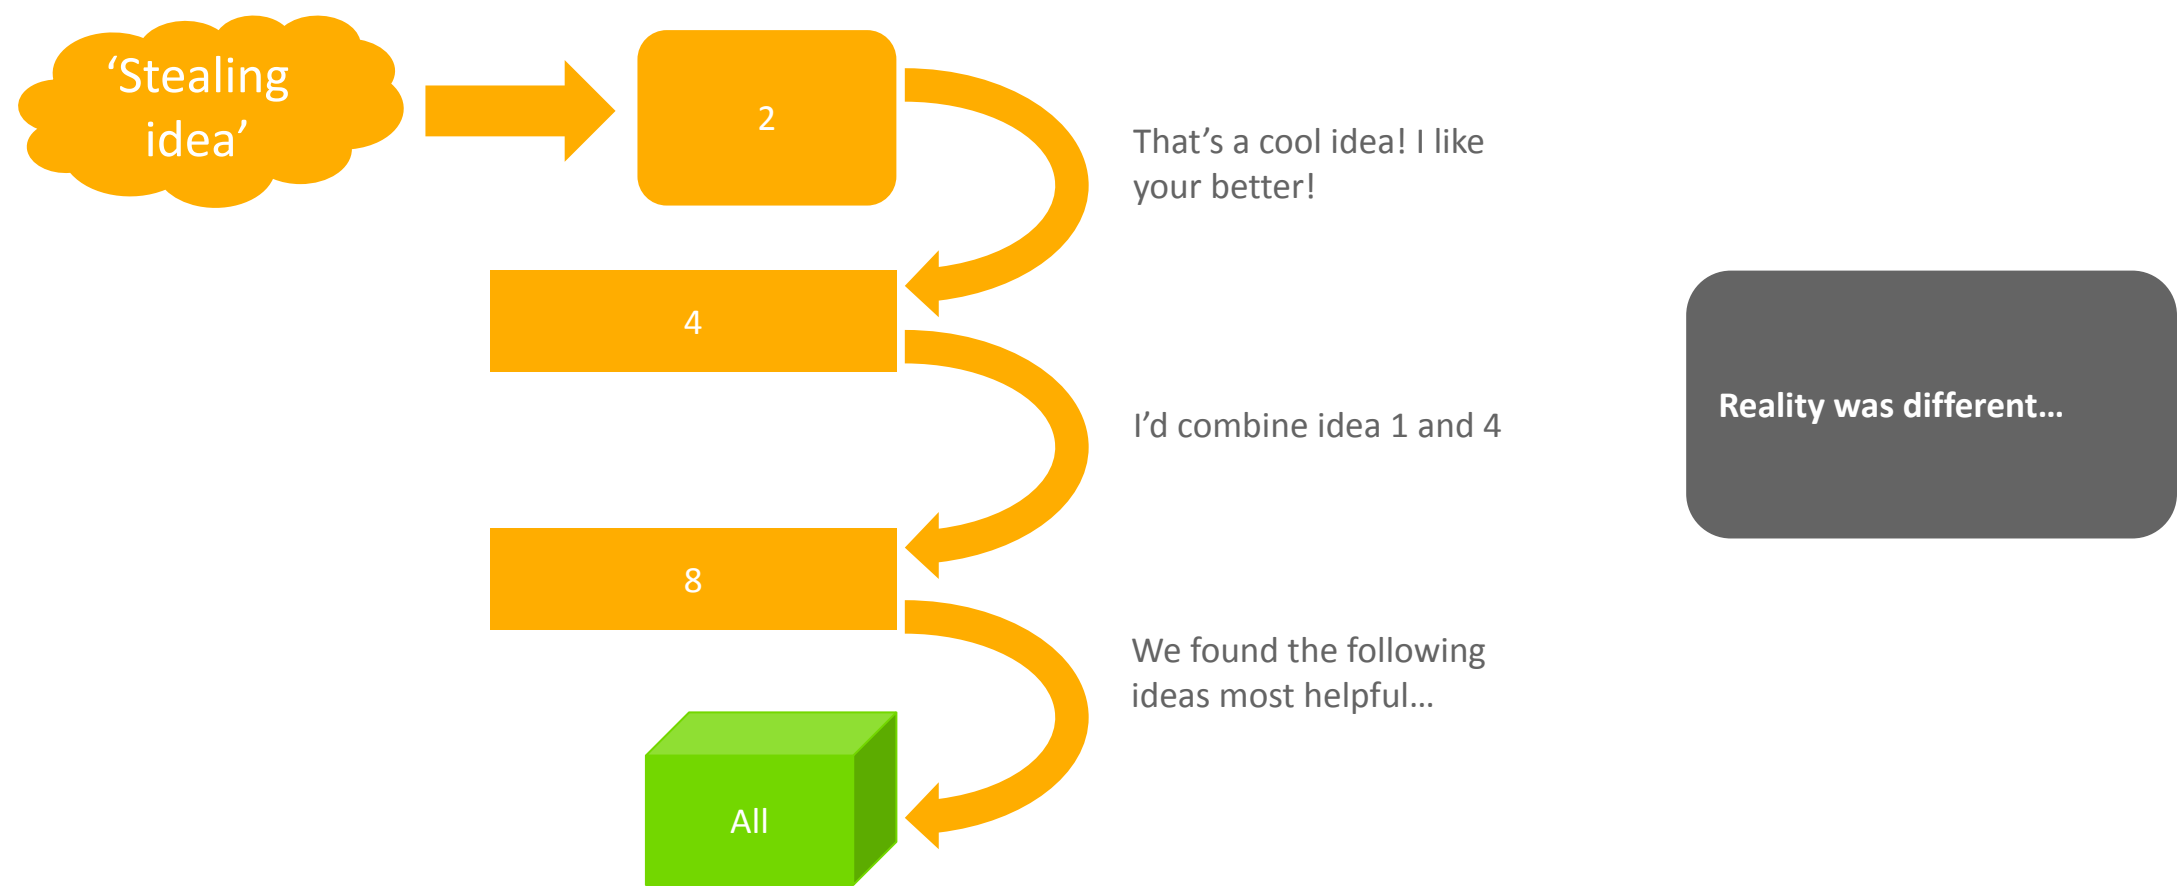 ‘Stealing
idea’
2
That’s a cool idea! I like
your better!
4
I’d combine idea 1 and 4
Reality was different…
8
We found the following
ideas most helpful…
All